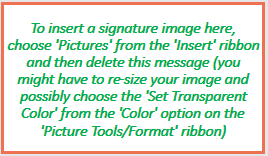 To insert a signature image here,
choose 'Pictures' from the 'Insert' ribbon
and then delete this message (you
might have to re-size your image and
possibly choose the 'Set Transparent
Color' from the 'Color' option on the
'Picture Tools/Format' ribbon)